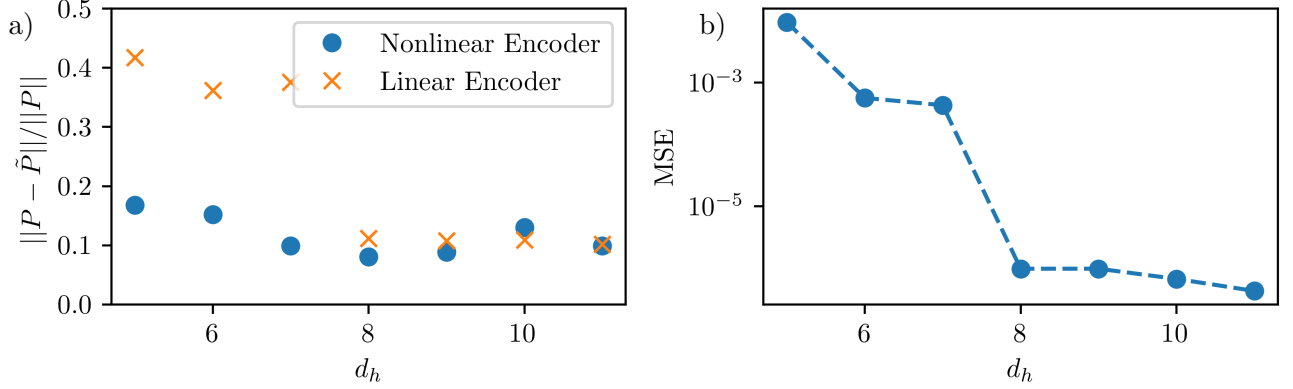 a)
||P − P̃||/||P||
0.5
0.4
0.3
0.2
0.1
0.0
6
8
10
d_h
Nonlinear Encoder
Linear Encoder
b)
MSE
10⁻³
10⁻⁵
6
8
10
d_h